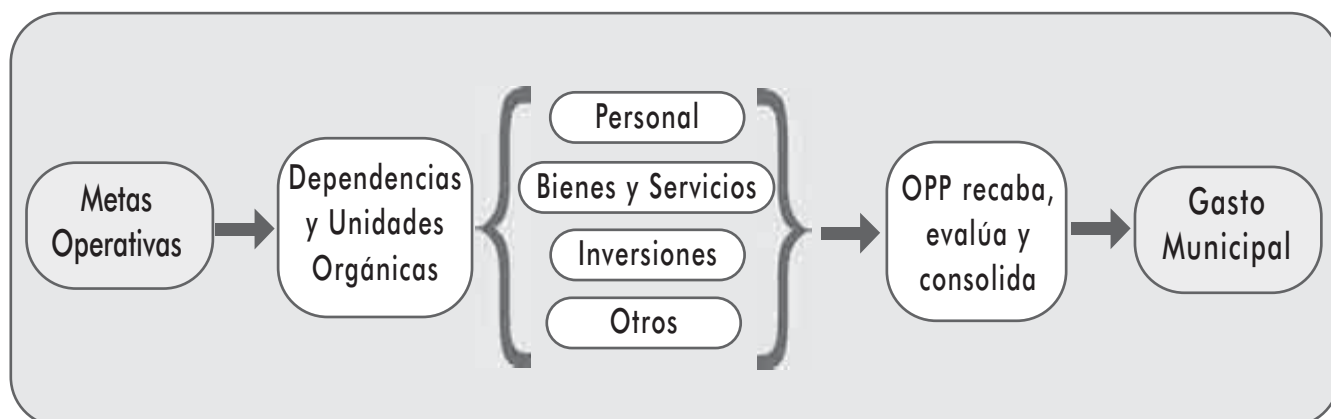 Metas
Operativas
Dependencias
y Unidades
Orgánicas
Personal
Bienes y Servicios
Inversiones
Otros
OPP recaba,
evalúa y
consolida
Gasto
Municipal